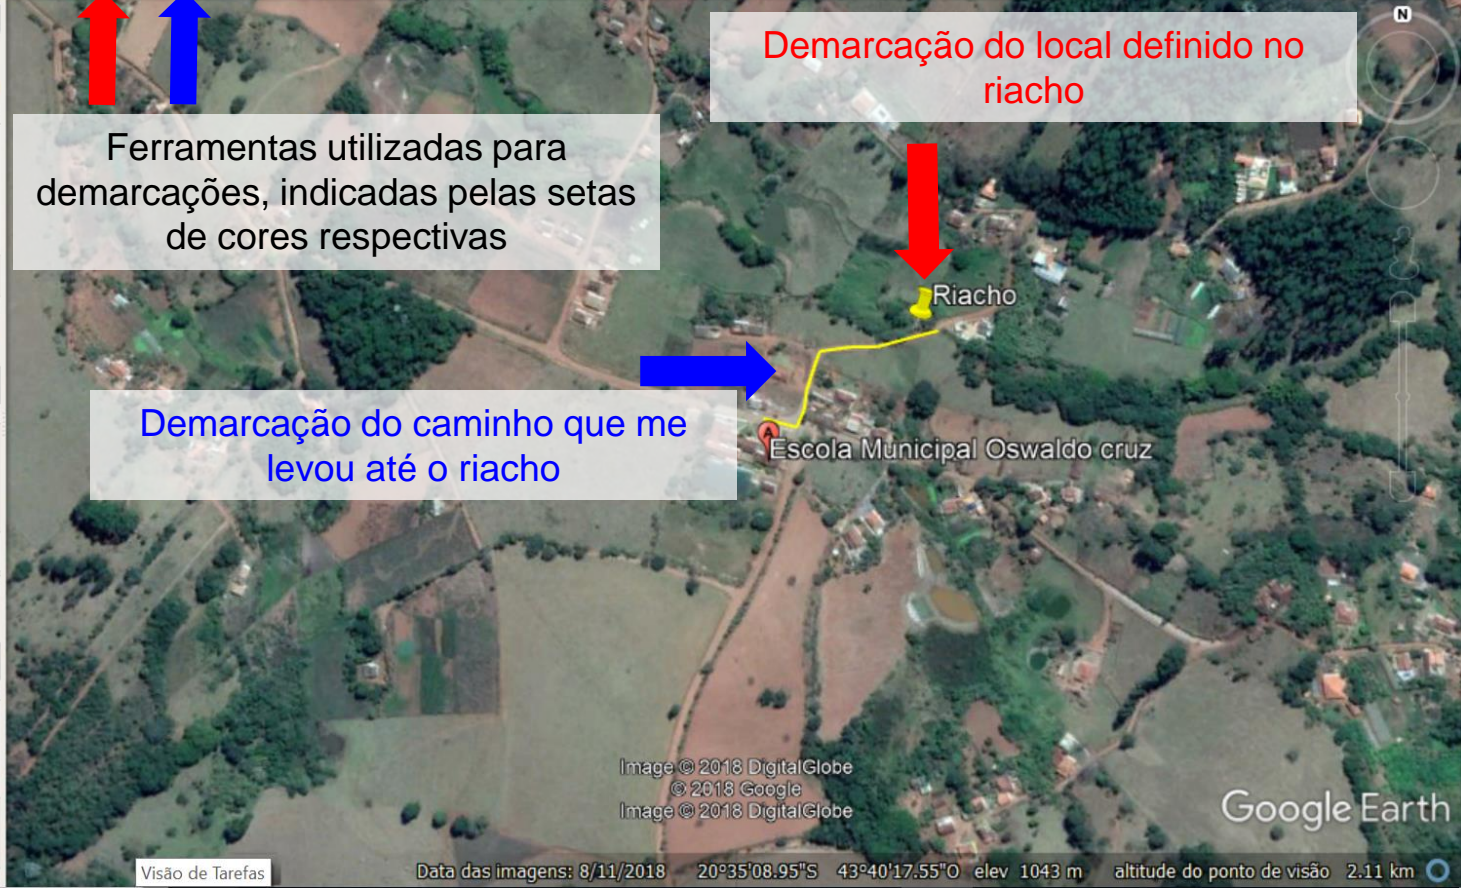 N
Demarcação do local definido no
riacho
Ferramentas utilizadas para
demarcações, indicadas pelas setas
de cores respectivas
Riacho
Demarcação do caminho que me
levou até o riacho
A
Escola Municipal Oswaldo cruz
Image © 2018 DigitalGlobe
© 2018 Google
Image © 2018 DigitalGlobe
Google Earth
Visão de Tarefas
Data das imagens: 8/11/2018 20°35'08.95"S 43°40'17.55"O elev 1043 m altitude do ponto de visão 2.11 km